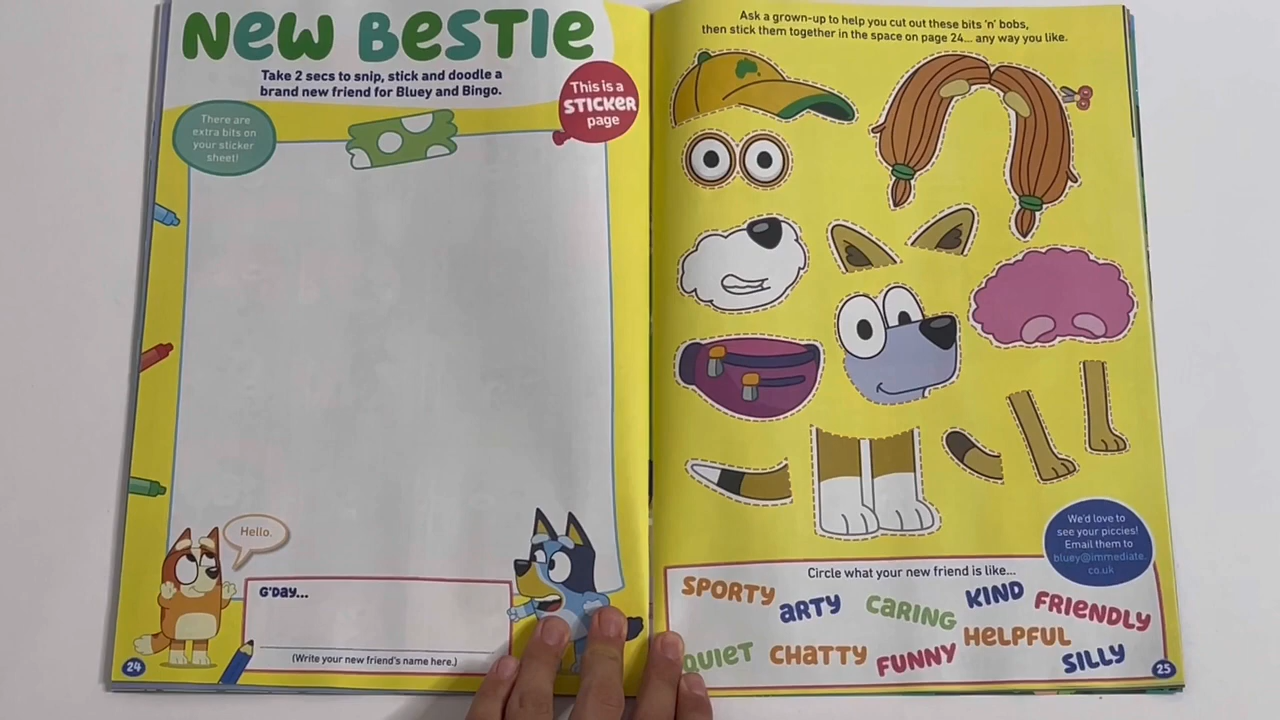 NEW BESTIE
Take 2 secs to snip, stick and doodle a
brand new friend for Bluey and Bingo.
This is a
STICKER
page
There are
extra bits on
your sticker
sheet!
Hello.
G'DAY...
(Write your new friend's name here.)
24
Ask a grown-up to help you cut out these bits 'n' bobs,
then stick them together in the space on page 24... any way you like.
We'd love to
see your piccies!
Email them to
bluey@immediate.
co.uk
Circle what your new friend is like...
SPORTY ARTY CARING KIND FRIENDLY
QUIET CHATTY FUNNY HELPFUL SILLY
25